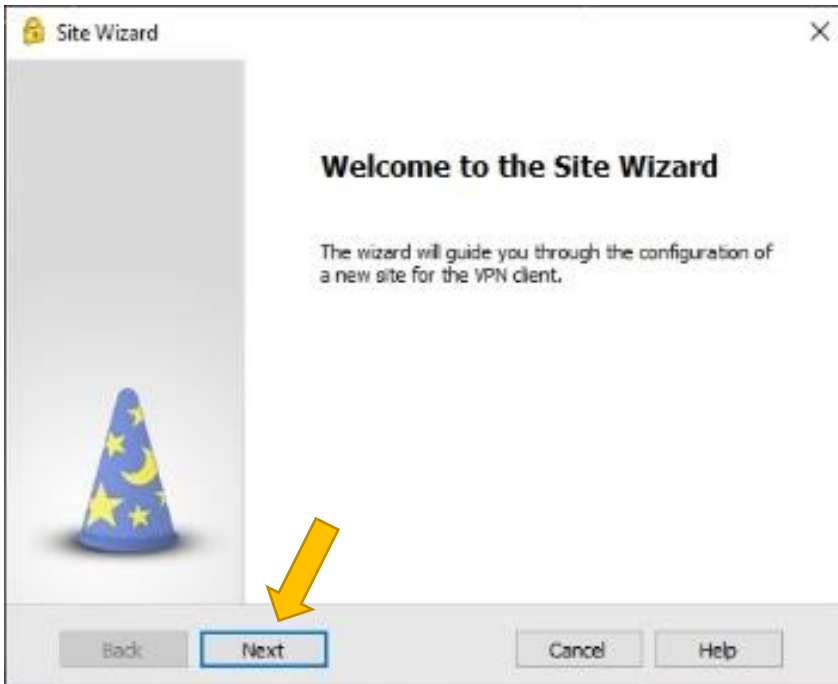 Site Wizard
Welcome to the Site Wizard
The wizard will guide you through the configuration of
a new site for the VPN client.
Back
Next
Cancel
Help